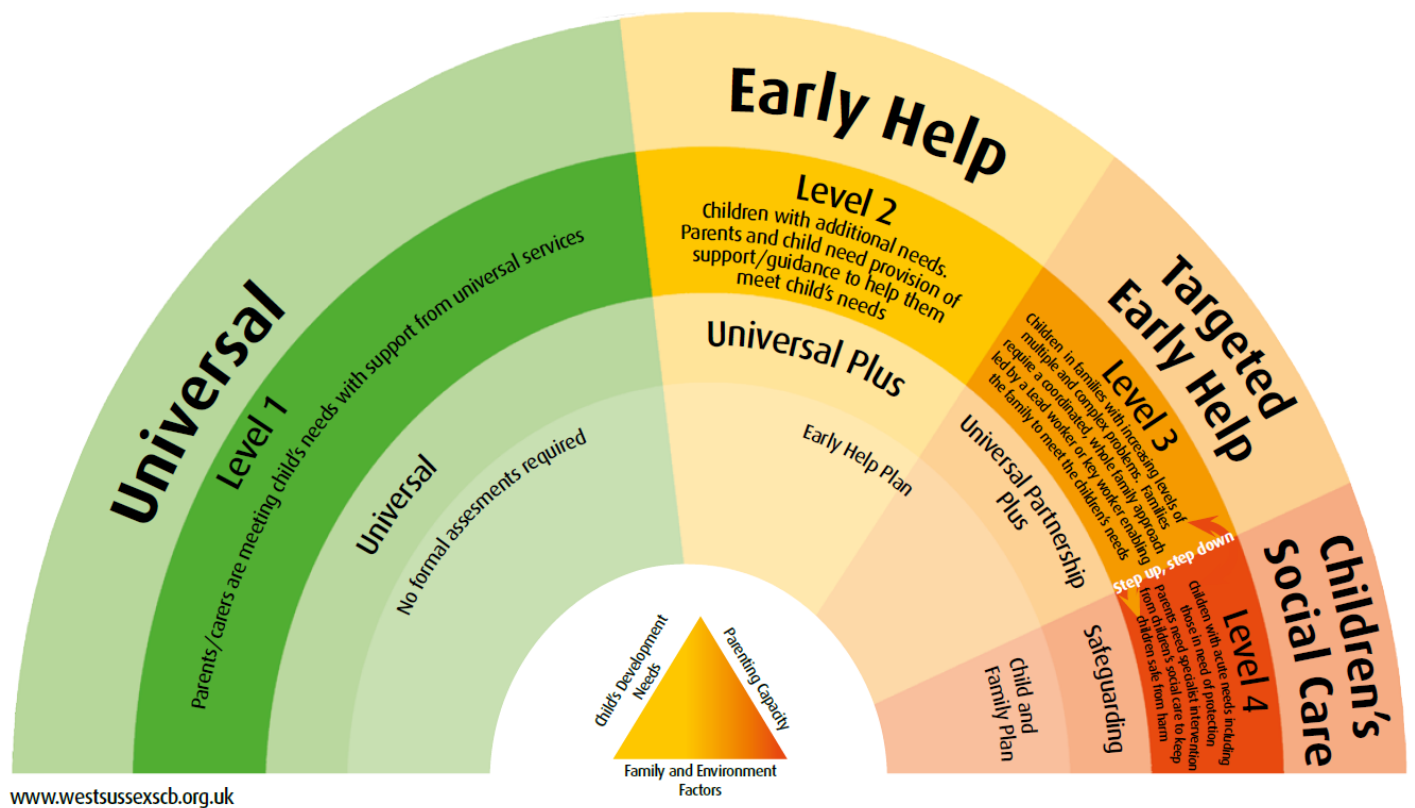 Universal
Level 1
Parents/carers are meeting child's needs with support from universal services
Universal
No formal assesments required
Early Help
Level 2
Children with additional needs.
Parents and child need provision of
support/guidance to help them
meet child's needs
Universal Plus
Early Help Plan
Targeted
Early Help
Level 3
Children in families with increasing levels of
multiple and complex problems. Families
require a coordinated, whole family approach
led by a lead worker or key worker enabling
the family to meet the children's needs
Universal Partnership
Plus
Step up, step down
Children's
Social Care
Level 4
Children with acute needs including
those in need of protection
Parents need specialist intervention
from children's social care to keep
children safe from harm
Safeguarding
Child and
Family Plan
Child's Development
Needs
Parenting Capacity
Family and Environment
Factors
www.westsussexscb.org.uk